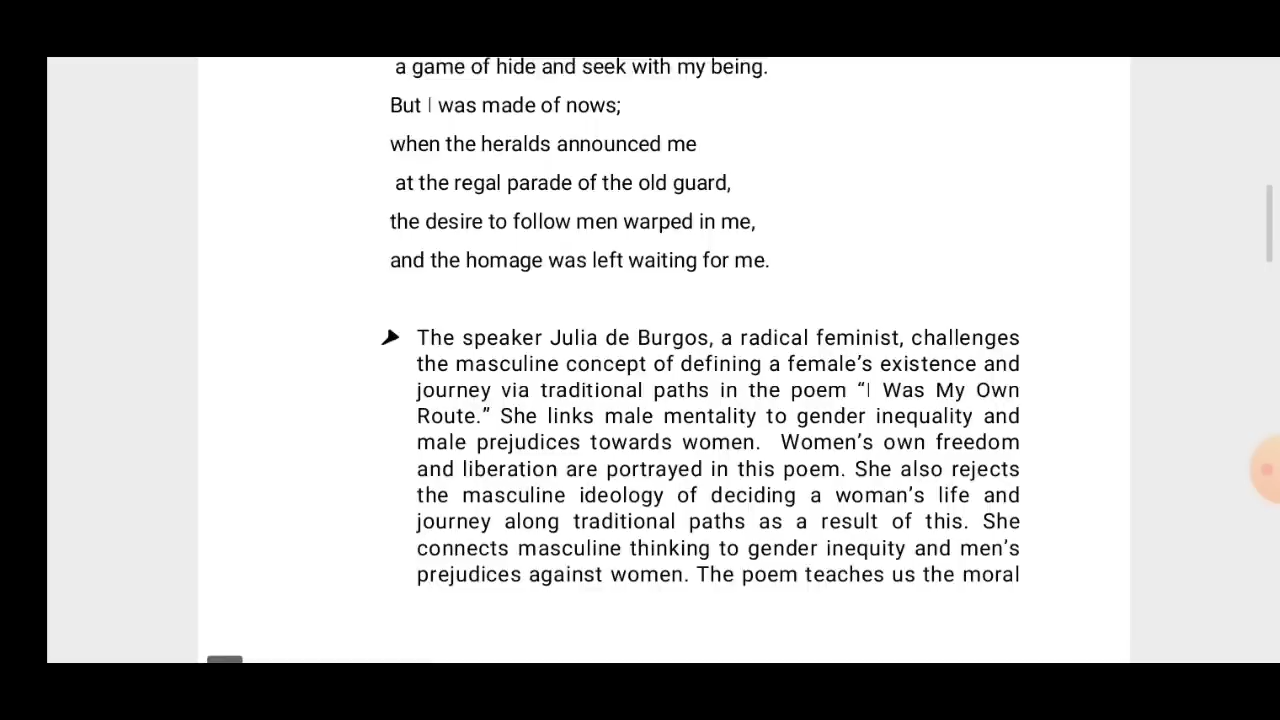 a game of hide and seek with my being.
But I was made of nows;
when the heralds announced me
at the regal parade of the old guard,
the desire to follow men warped in me,
and the homage was left waiting for me.
The speaker Julia de Burgos, a radical feminist, challenges
the masculine concept of defining a female’s existence and
journey via traditional paths in the poem “I Was My Own
Route.” She links male mentality to gender inequality and
male prejudices towards women. Women’s own freedom
and liberation are portrayed in this poem. She also rejects
the masculine ideology of deciding a woman’s life and
journey along traditional paths as a result of this. She
connects masculine thinking to gender inequity and men’s
prejudices against women. The poem teaches us the moral